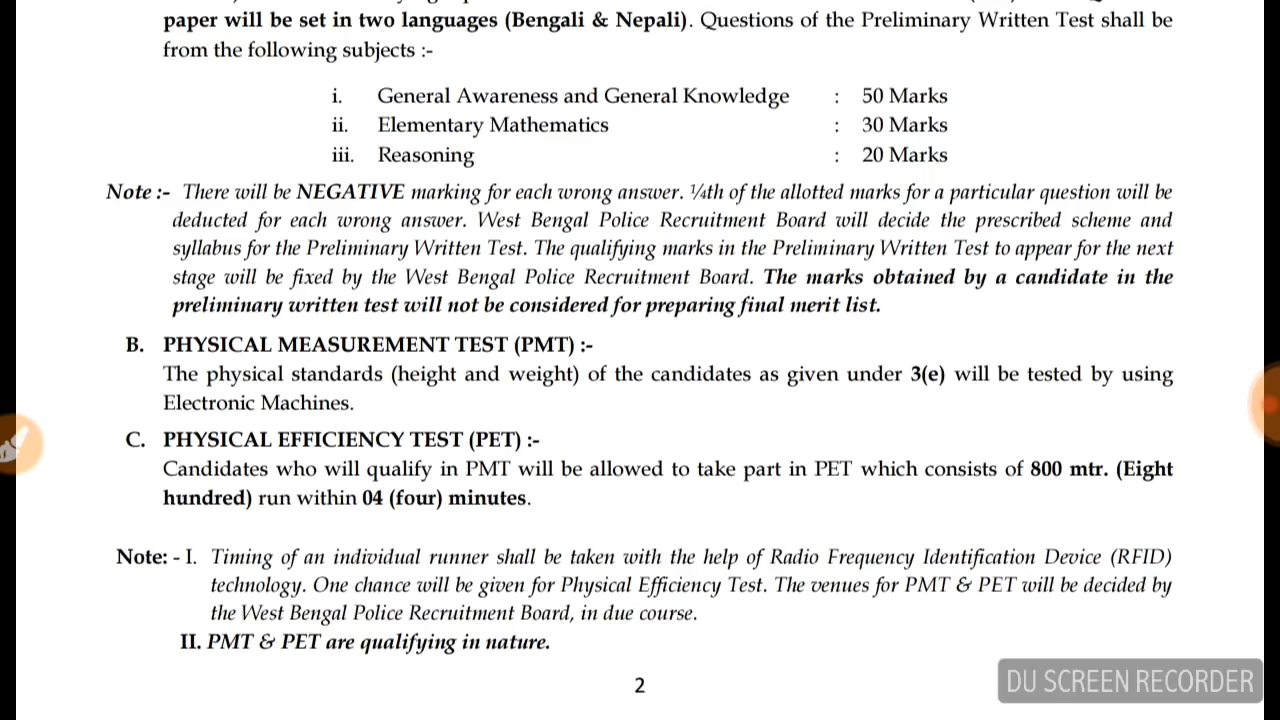 paper will be set in two languages (Bengali & Nepali). Questions of the Preliminary Written Test shall be
from the following subjects :-
i. General Awareness and General Knowledge : 50 Marks
ii. Elementary Mathematics : 30 Marks
iii. Reasoning : 20 Marks
Note :- There will be NEGATIVE marking for each wrong answer. ¼th of the allotted marks for a particular question will be
deducted for each wrong answer. West Bengal Police Recruitment Board will decide the prescribed scheme and
syllabus for the Preliminary Written Test. The qualifying marks in the Preliminary Written Test to appear for the next
stage will be fixed by the West Bengal Police Recruitment Board. The marks obtained by a candidate in the
preliminary written test will not be considered for preparing final merit list.
B. PHYSICAL MEASUREMENT TEST (PMT) :-
The physical standards (height and weight) of the candidates as given under 3(e) will be tested by using
Electronic Machines.
C. PHYSICAL EFFICIENCY TEST (PET) :-
Candidates who will qualify in PMT will be allowed to take part in PET which consists of 800 mtr. (Eight
hundred) run within 04 (four) minutes.
Note: - I. Timing of an individual runner shall be taken with the help of Radio Frequency Identification Device (RFID)
technology. One chance will be given for Physical Efficiency Test. The venues for PMT & PET will be decided by
the West Bengal Police Recruitment Board, in due course.
II. PMT & PET are qualifying in nature.
2
DU SCREEN RECORDER